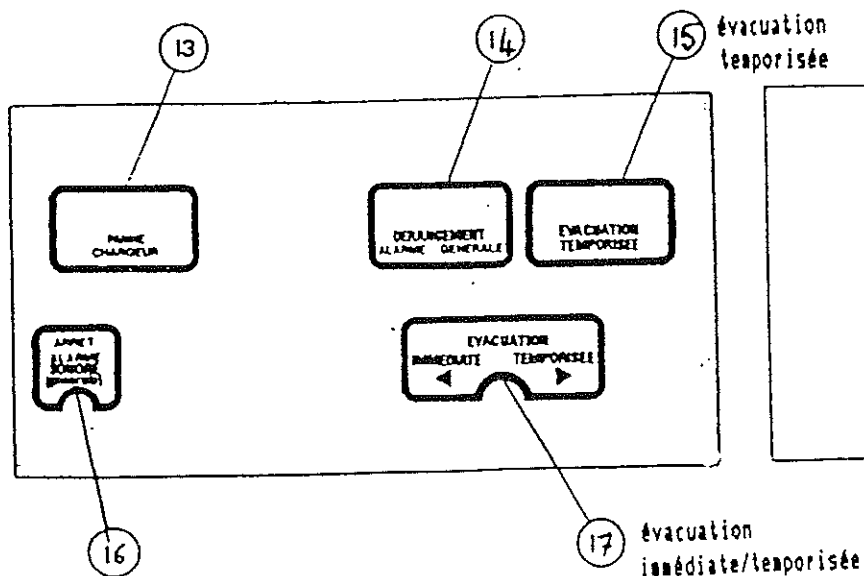 13
14
15 évacuation
temporisée
PANNE
CHARGEUR
DERANGEMENT
ALARME GENERALE
EVACUATION
TEMPORISEE
ARRET
ALARME
SONORE
EVACUATION
IMMEDIATE TEMPORISEE
16
17 évacuation
immédiate/temporisée